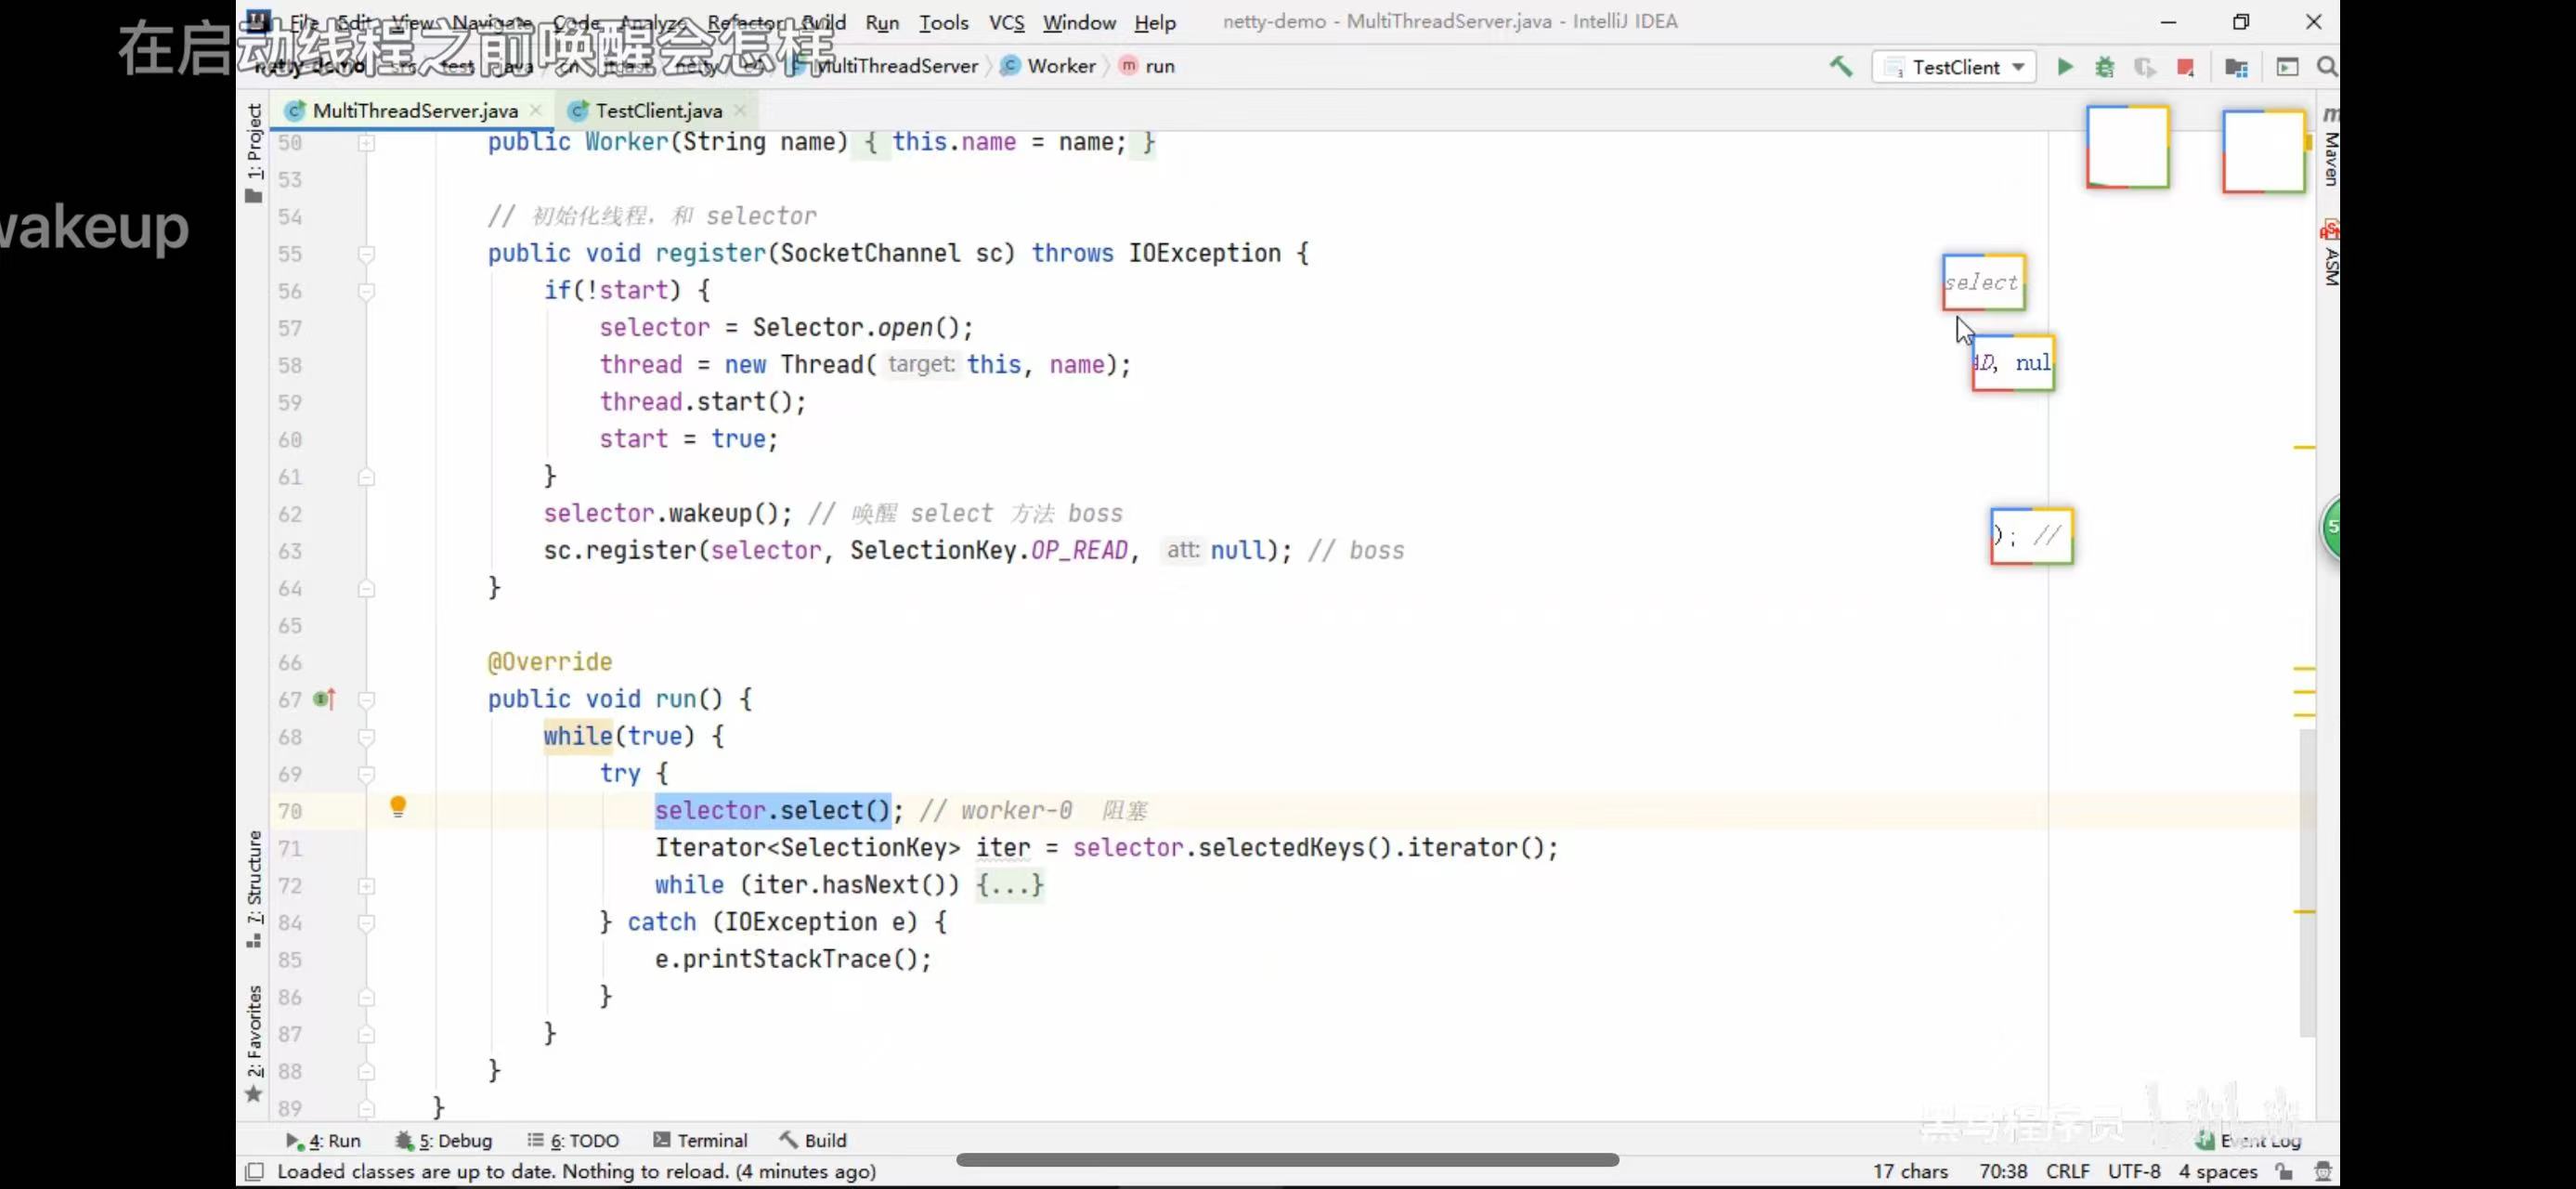 File Edit View Navigate Code Analyze Refactor Build Run Tools VCS Window Help netty-demo - MultiThreadServer.java - IntelliJ IDEA
在启动线程之前唤醒会怎样
netty-demo src test java cn netty c4 MultiThreadServer Worker run TestClient
MultiThreadServer.java TestClient.java
wakeup
1: Project
Maven
ASM
7: Structure
2: Favorites
50 public Worker(String name) { this.name = name; }
53
54 // 初始化线程，和 selector
55 public void register(SocketChannel sc) throws IOException {
56 if(!start) {
57 selector = Selector.open();
58 thread = new Thread( target: this, name);
59 thread.start();
60 start = true;
61 }
62 selector.wakeup(); // 唤醒 select 方法 boss
63 sc.register(selector, SelectionKey.OP_READ, att: null); // boss
64 }
65
66 @Override
67 public void run() {
68 while(true) {
69 try {
70 selector.select(); // worker-0 阻塞
71 Iterator<SelectionKey> iter = selector.selectedKeys().iterator();
72 while (iter.hasNext()) {...}
84 } catch (IOException e) {
85 e.printStackTrace();
86 }
87 }
88 }
89 }
select
D, nul
); //
5
黑马程序员
4: Run 5: Debug 6: TODO Terminal Build Event Log
Loaded classes are up to date. Nothing to reload. (4 minutes ago) 17 chars 70:38 CRLF UTF-8 4 spaces